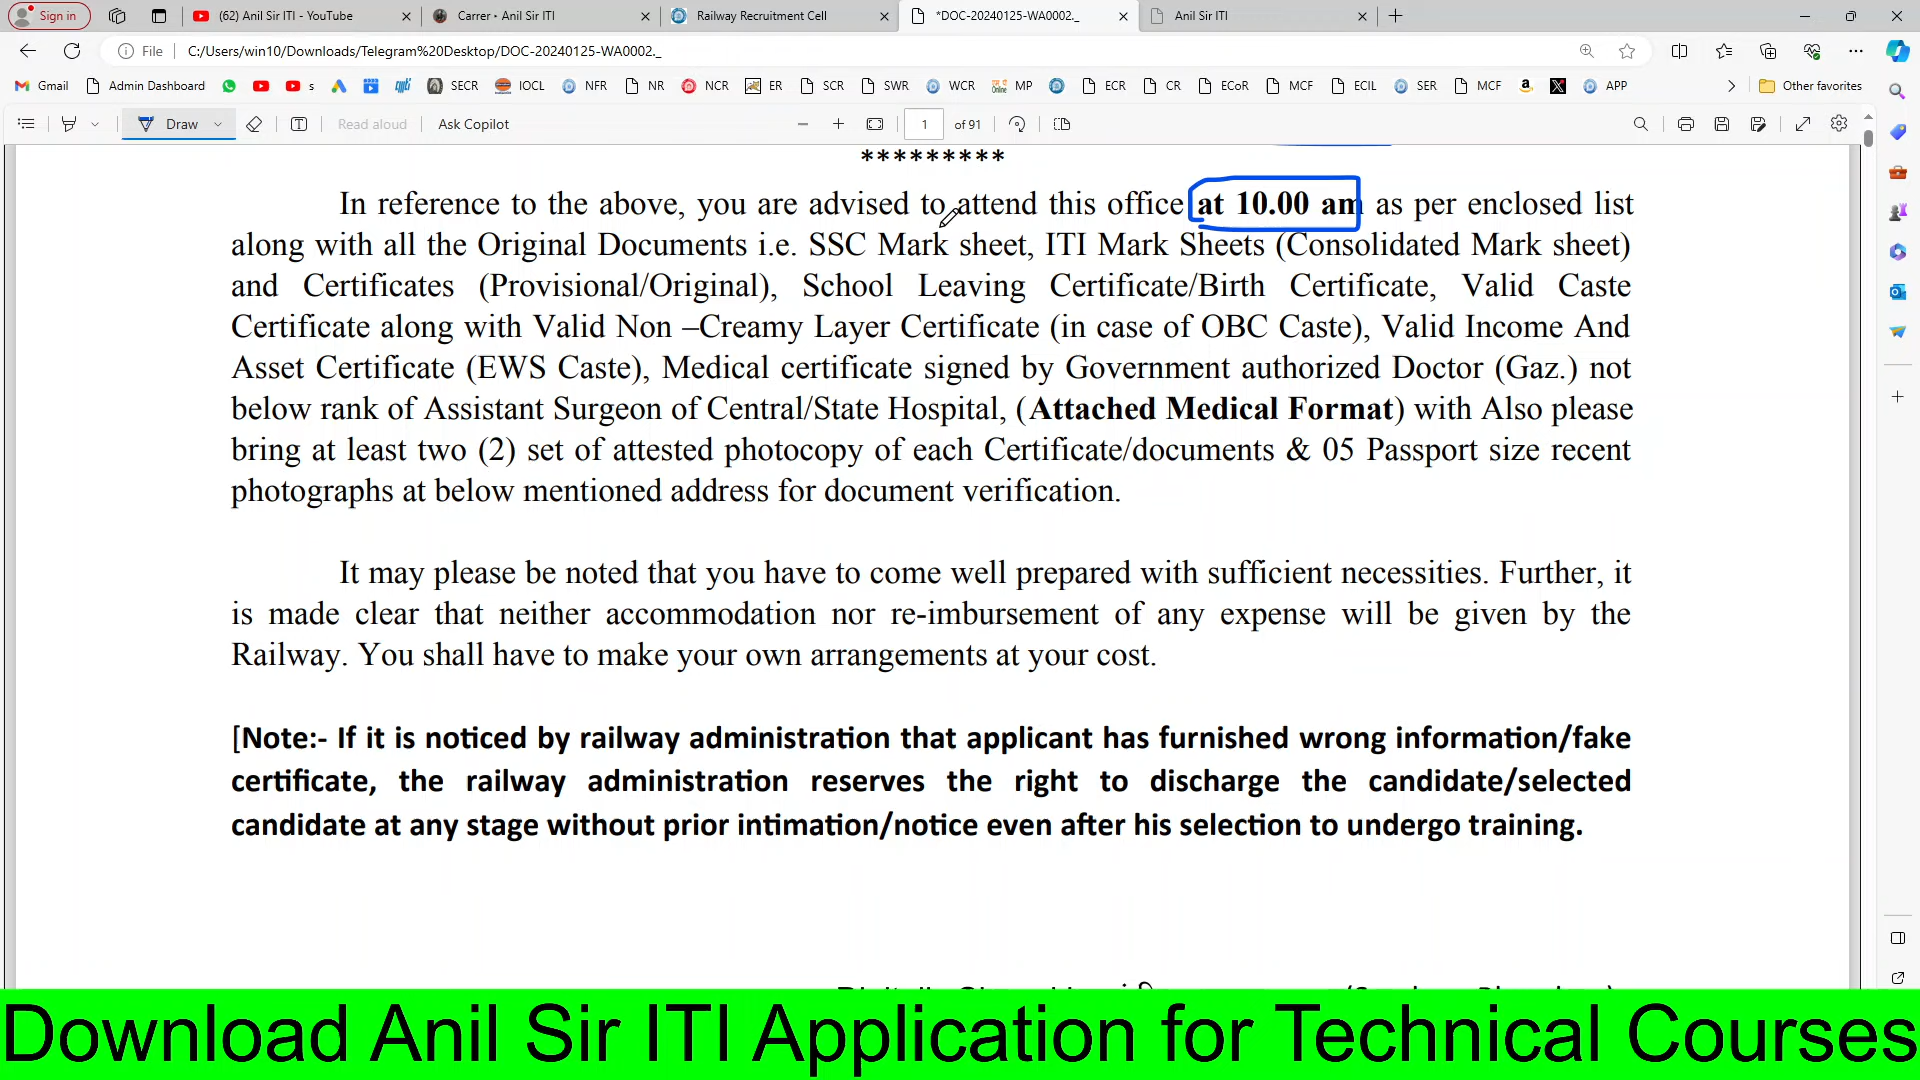 Sign in
(62) Anil Sir ITI - YouTube
Carrer • Anil Sir ITI
Railway Recruitment Cell
*DOC-20240125-WA0002._
Anil Sir ITI
File
C:/Users/win10/Downloads/Telegram%20Desktop/DOC-20240125-WA0002._
Gmail
Admin Dashboard
s
SECR
IOCL
NFR
NR
NCR
ER
SCR
SWR
WCR
MP
ECR
CR
ECoR
MCF
ECIL
SER
MCF
APP
Other favorites
Draw
Read aloud
Ask Copilot
1
of 91
*********
In reference to the above, you are advised to attend this office at 10.00 am as per enclosed list
along with all the Original Documents i.e. SSC Mark sheet, ITI Mark Sheets (Consolidated Mark sheet)
and Certificates (Provisional/Original), School Leaving Certificate/Birth Certificate, Valid Caste
Certificate along with Valid Non –Creamy Layer Certificate (in case of OBC Caste), Valid Income And
Asset Certificate (EWS Caste), Medical certificate signed by Government authorized Doctor (Gaz.) not
below rank of Assistant Surgeon of Central/State Hospital, (Attached Medical Format) with Also please
bring at least two (2) set of attested photocopy of each Certificate/documents & 05 Passport size recent
photographs at below mentioned address for document verification.
It may please be noted that you have to come well prepared with sufficient necessities. Further, it
is made clear that neither accommodation nor re-imbursement of any expense will be given by the
Railway. You shall have to make your own arrangements at your cost.
[Note:- If it is noticed by railway administration that applicant has furnished wrong information/fake
certificate, the railway administration reserves the right to discharge the candidate/selected
candidate at any stage without prior intimation/notice even after his selection to undergo training.
Download Anil Sir ITI Application for Technical Courses